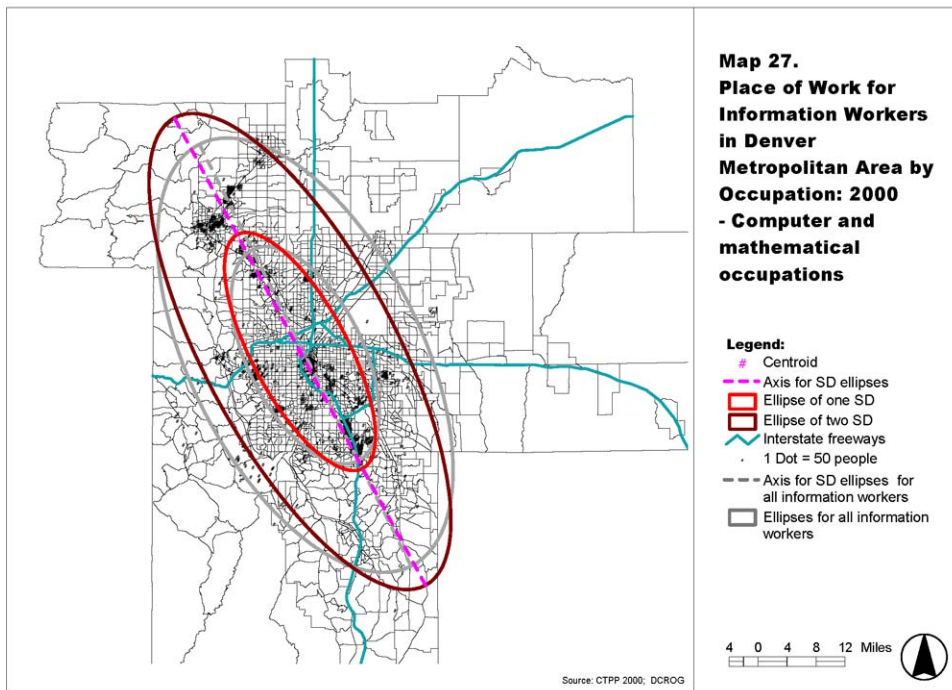 Map 27.
Place of Work for
Information Workers
in Denver
Metropolitan Area by
Occupation: 2000
- Computer and
mathematical
occupations
Legend:
# Centroid
Axis for SD ellipses
Ellipse of one SD
Ellipse of two SD
Interstate freeways
1 Dot = 50 people
Axis for SD ellipses for
all information workers
Ellipses for all information
workers
4 0 4 8 12 Miles
Source: CTPP 2000; DCROG